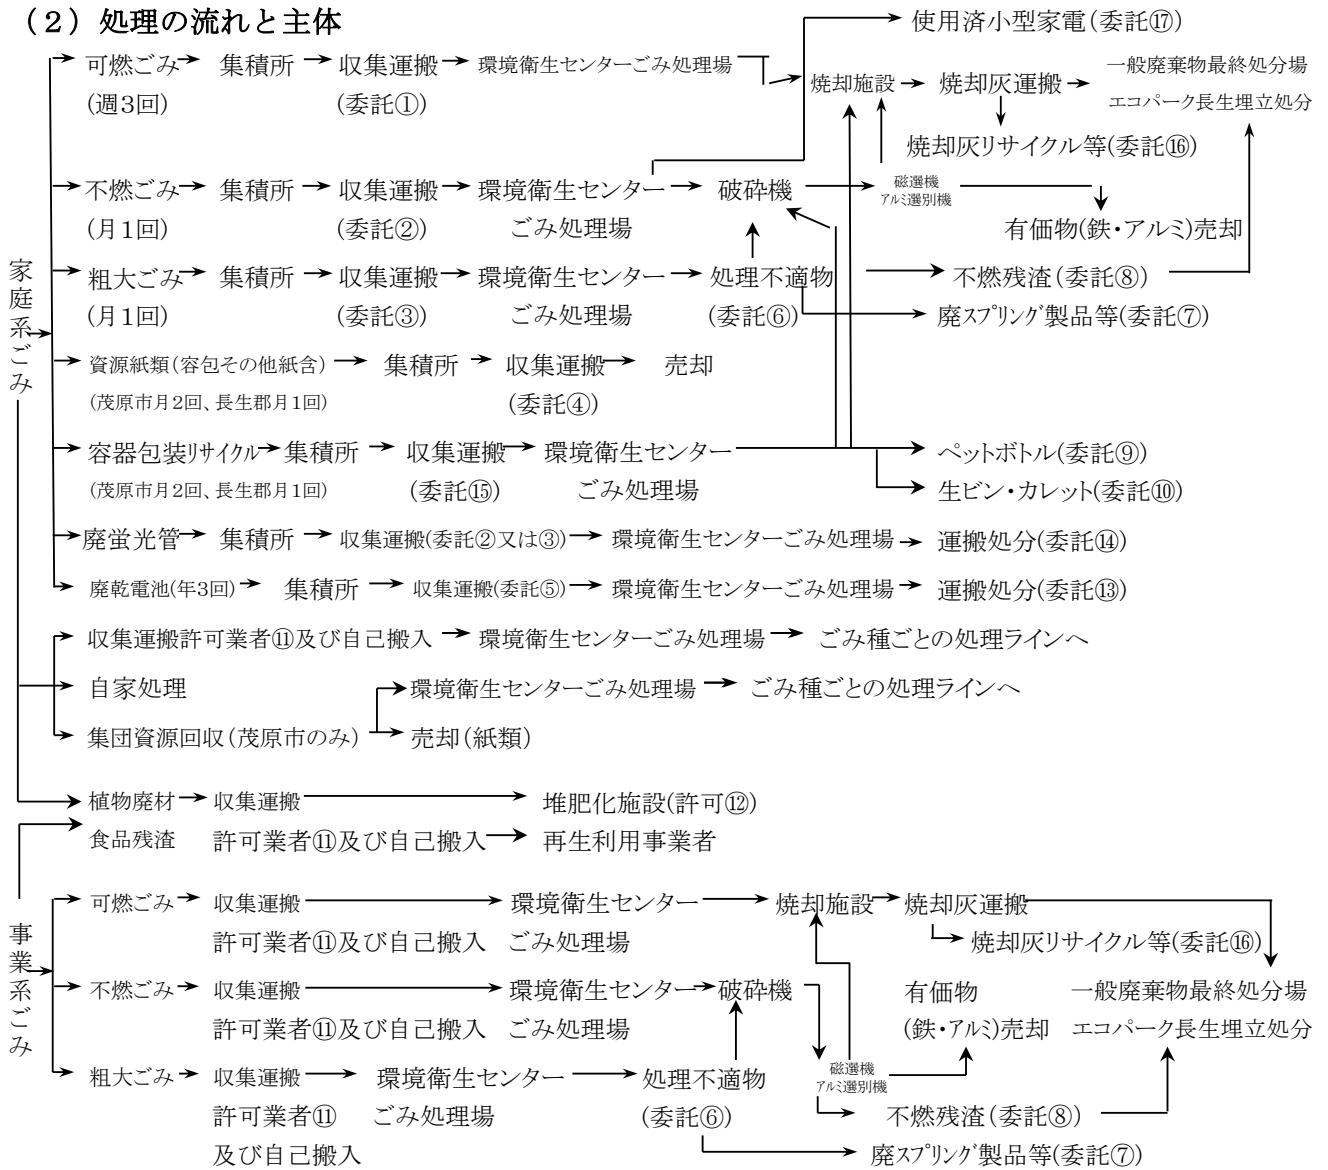 （２）処理の流れと主体
使用済小型家電(委託⑰)
可燃ごみ 集積所 収集運搬 環境衛生センターごみ処理場 焼却施設 焼却灰運搬 一般廃棄物最終処分場
(週３回) (委託①) エコパーク長生埋立処分
焼却灰リサイクル等(委託⑯)
不燃ごみ 集積所 収集運搬 環境衛生センター 破砕機 磁選機
アルミ選別機
(月１回) (委託②) ごみ処理場 有価物(鉄・アルミ)売却
粗大ごみ 集積所 収集運搬 環境衛生センター 処理不適物 不燃残渣(委託⑧)
(月１回) (委託③) ごみ処理場 (委託⑥) 廃スプリング製品等(委託⑦)
資源紙類(容包その他紙含) 集積所 収集運搬 売却
(茂原市月２回、長生郡月１回) (委託④)
容器包装リサイクル 集積所 収集運搬 環境衛生センター ペットボトル(委託⑨)
(茂原市月２回、長生郡月１回) (委託⑮) ごみ処理場 生ビン・カレット(委託⑩)
廃蛍光管 集積所 収集運搬(委託②又は③) 環境衛生センターごみ処理場 運搬処分(委託⑭)
廃乾電池(年３回) 集積所 収集運搬(委託⑤) 環境衛生センターごみ処理場 運搬処分(委託⑬)
家庭系ごみ
収集運搬許可業者⑪及び自己搬入 環境衛生センターごみ処理場 ごみ種ごとの処理ラインへ
自家処理 環境衛生センターごみ処理場 ごみ種ごとの処理ラインへ
集団資源回収(茂原市のみ) 売却(紙類)
植物廃材 収集運搬 堆肥化施設(許可⑫)
食品残渣 許可業者⑪及び自己搬入 再生利用事業者
可燃ごみ 収集運搬 環境衛生センター 焼却施設 焼却灰運搬
許可業者⑪及び自己搬入 ごみ処理場 焼却灰リサイクル等(委託⑯)
事業系ごみ
不燃ごみ 収集運搬 環境衛生センター 破砕機 有価物 一般廃棄物最終処分場
許可業者⑪及び自己搬入 ごみ処理場 (鉄・アルミ)売却 エコパーク長生埋立処分
粗大ごみ 収集運搬 環境衛生センター 処理不適物 磁選機
アルミ選別機
許可業者⑪ ごみ処理場 (委託⑥) 不燃残渣(委託⑧)
及び自己搬入 廃スプリング製品等(委託⑦)